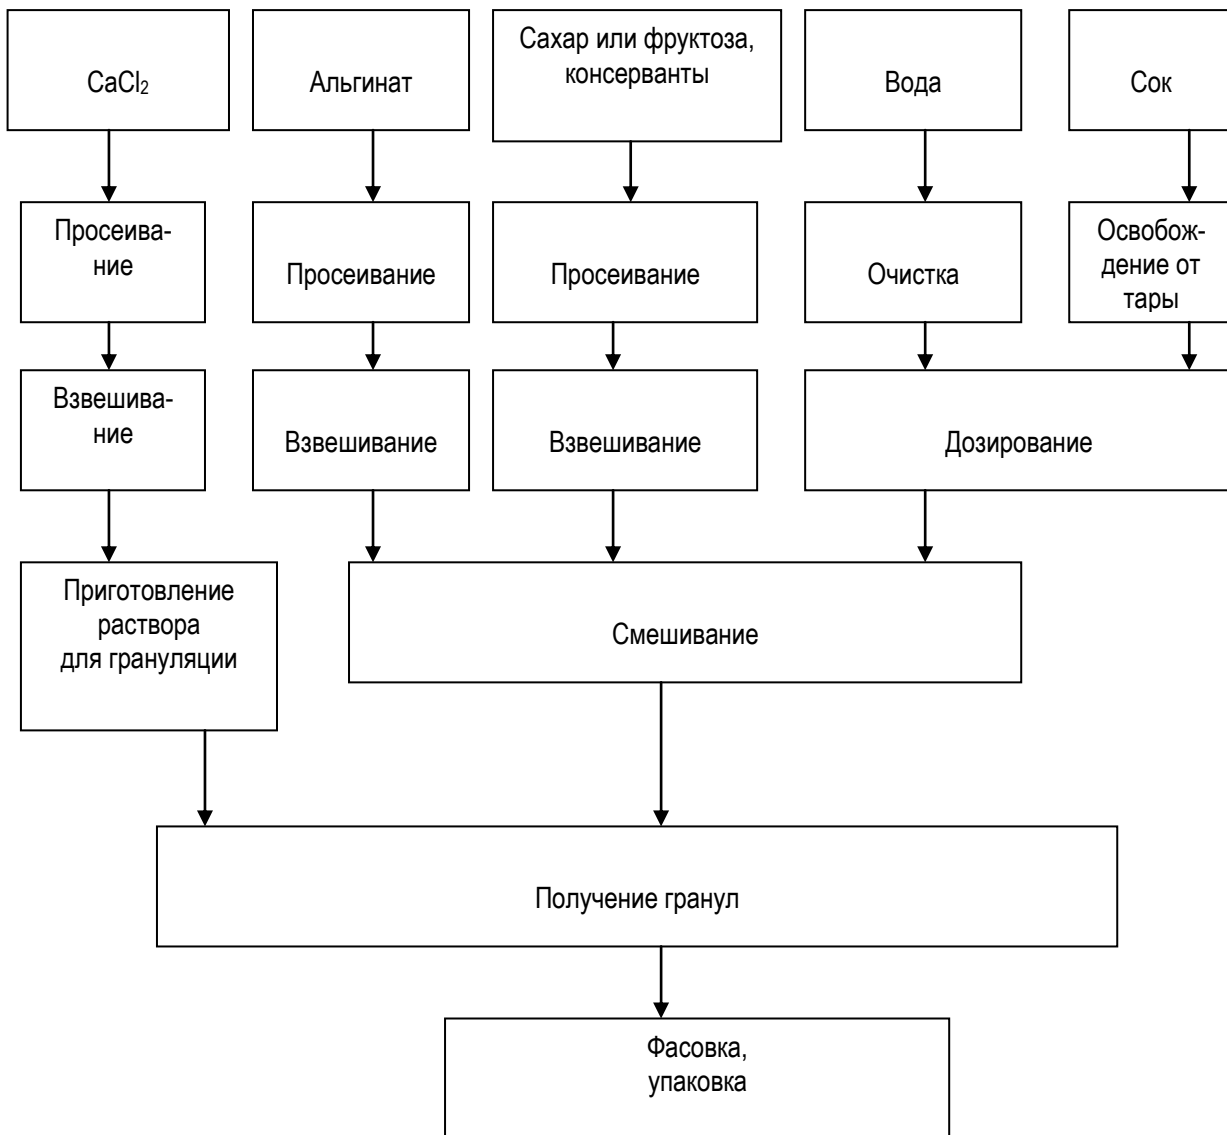 CaCl₂
Альгинат
Сахар или фруктоза,
консерванты
Вода
Сок
Просеива-
ние
Просеивание
Просеивание
Очистка
Освобож-
дение от
тары
Взвешива-
ние
Взвешивание
Взвешивание
Дозирование
Приготовление
раствора
для грануляции
Смешивание
Получение гранул
Фасовка,
упаковка